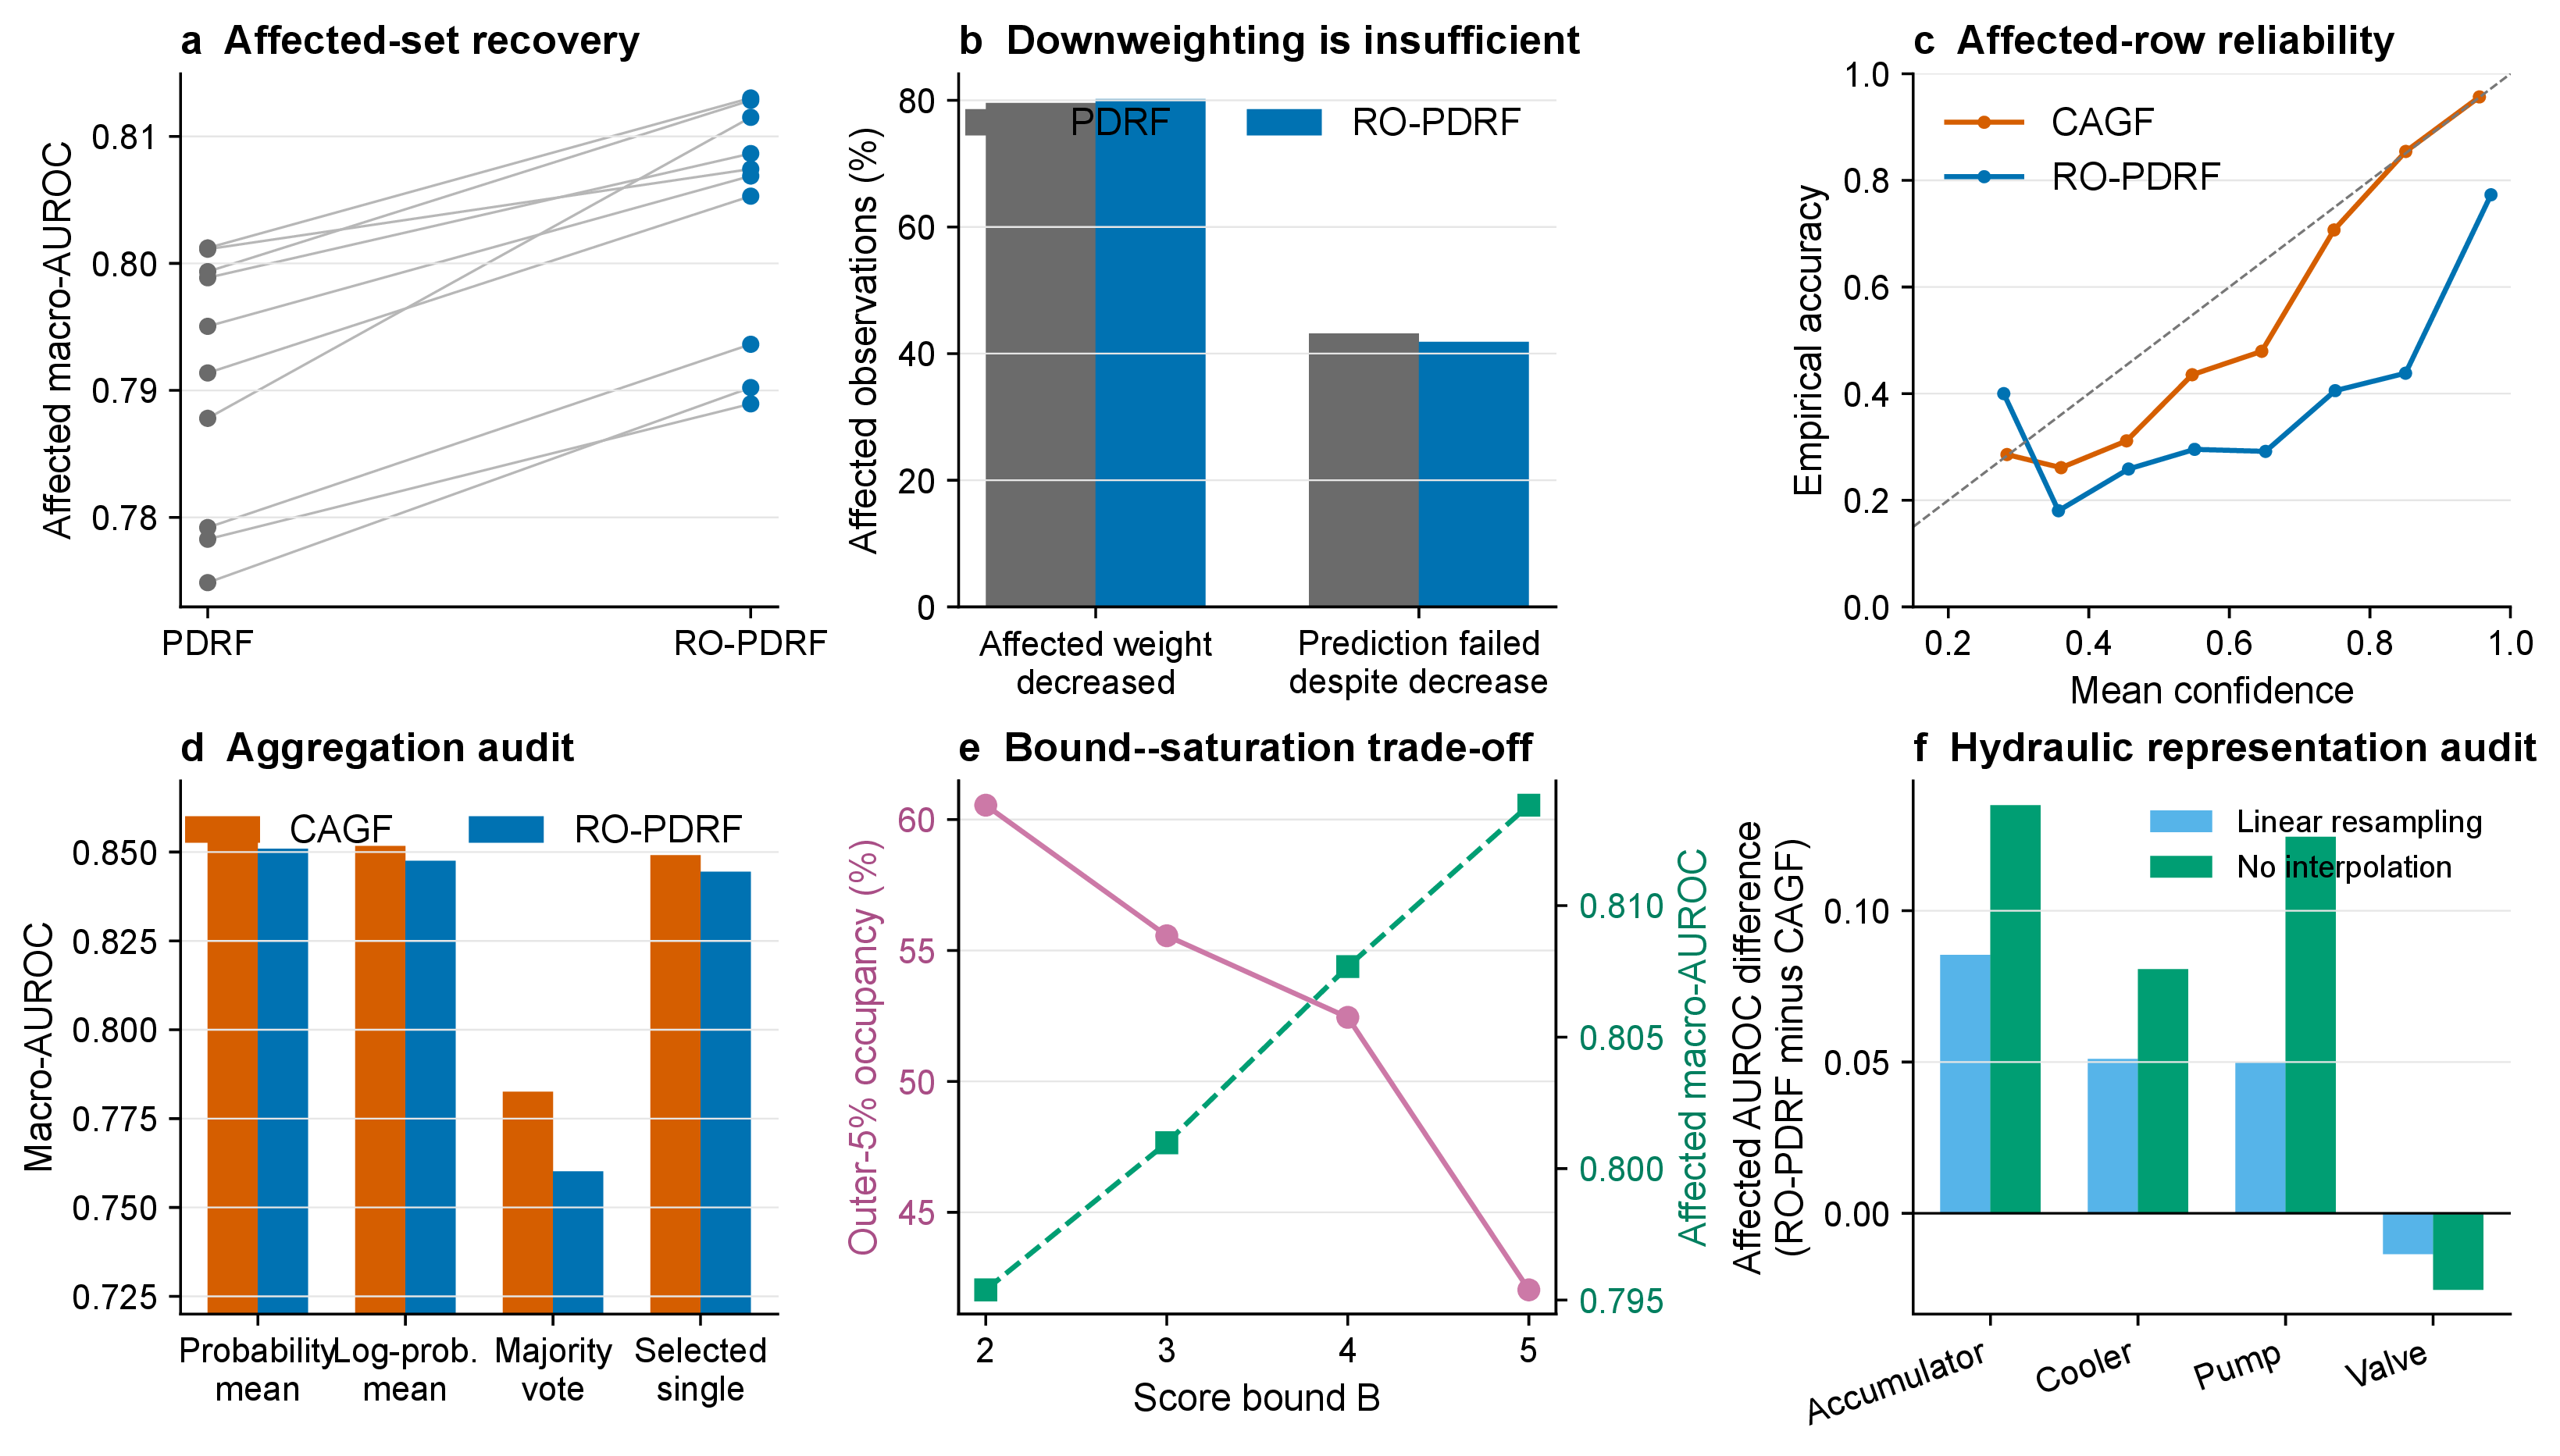 a Affected-set recovery
Affected macro-AUROC
0.81
0.80
0.79
0.78
PDRF
RO-PDRF
b Downweighting is insufficient
Affected observations (%)
80
60
40
20
0
PDRF
RO-PDRF
Affected weight
decreased
Prediction failed
despite decrease
c Affected-row reliability
Empirical accuracy
1.0
0.8
0.6
0.4
0.2
0.0
CAGF
RO-PDRF
0.2
0.4
0.6
0.8
1.0
Mean confidence
d Aggregation audit
Macro-AUROC
0.850
0.825
0.800
0.775
0.750
0.725
CAGF
RO-PDRF
Probability
mean
Log-prob.
mean
Majority
vote
Selected
single
e Bound--saturation trade-off
Outer-5% occupancy (%)
60
55
50
45
2
3
4
5
Score bound B
0.810
0.805
0.800
0.795
Affected macro-AUROC
f Hydraulic representation audit
Affected AUROC difference
(RO-PDRF minus CAGF)
0.10
0.05
0.00
Linear resampling
No interpolation
Accumulator
Cooler
Pump
Valve